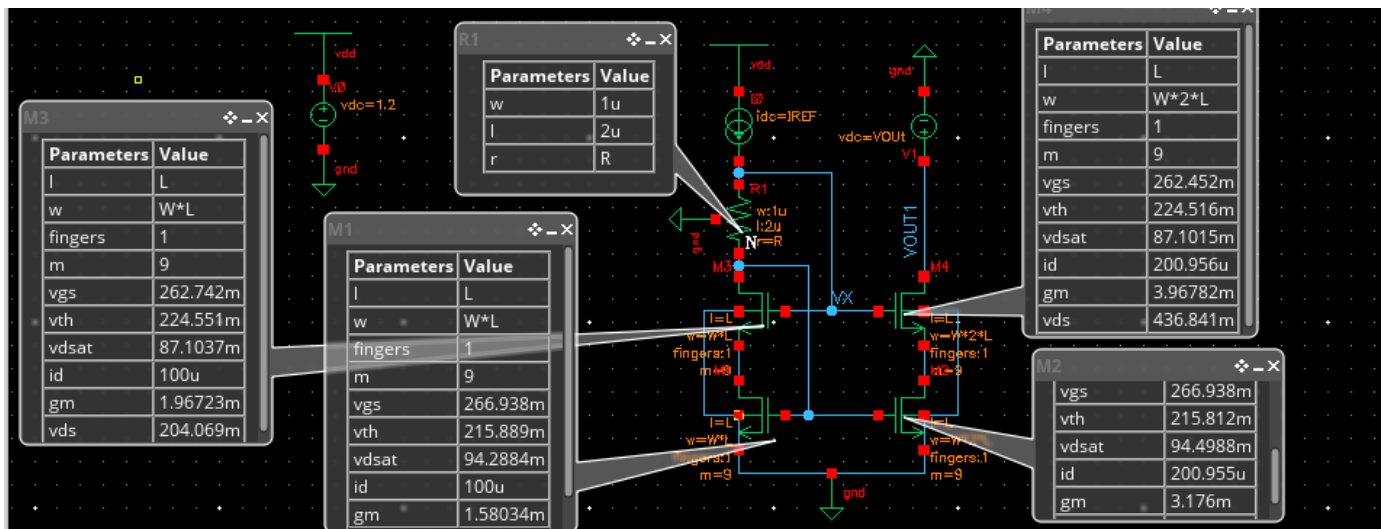 M3
Parameters Value
l L
w W*L
fingers 1
m 9
vgs 262.742m
vth 224.551m
vdsat 87.1037m
id 100u
gm 1.96723m
vds 204.069m
vdd
V0
vdc=1.2
gnd
M1
Parameters Value
l L
w W*L
fingers 1
m 9
vgs 266.938m
vth 215.889m
vdsat 94.2884m
id 100u
gm 1.58034m
R1
Parameters Value
w 1u
l 2u
r R
vdd
idc=IREF
R1
w:1u
l:2u
r=R
gnd
M3
l=L
w=W*L
fingers:1
m=9
l=L
w=W*L
fingers:1
m=9
VX
gnd
vdc=VOUt
V1
VOUT1
M4
l=L
w=W*2*L
fingers:1
m=9
M2
l=L
fingers:1
m=9
gnd
M4
Parameters Value
l L
w W*2*L
fingers 1
m 9
vgs 262.452m
vth 224.516m
vdsat 87.1015m
id 200.956u
gm 3.96782m
vds 436.841m
M2
vgs 266.938m
vth 215.812m
vdsat 94.4988m
id 200.955u
gm 3.176m